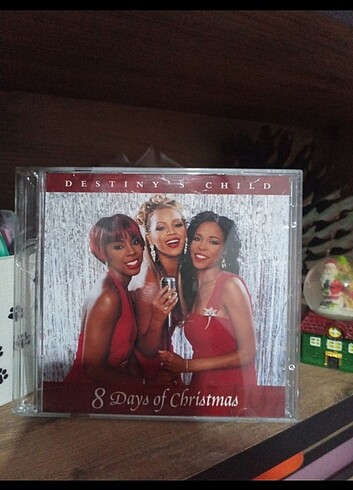 DESTINY'S CHILD
8 Days of Christmas